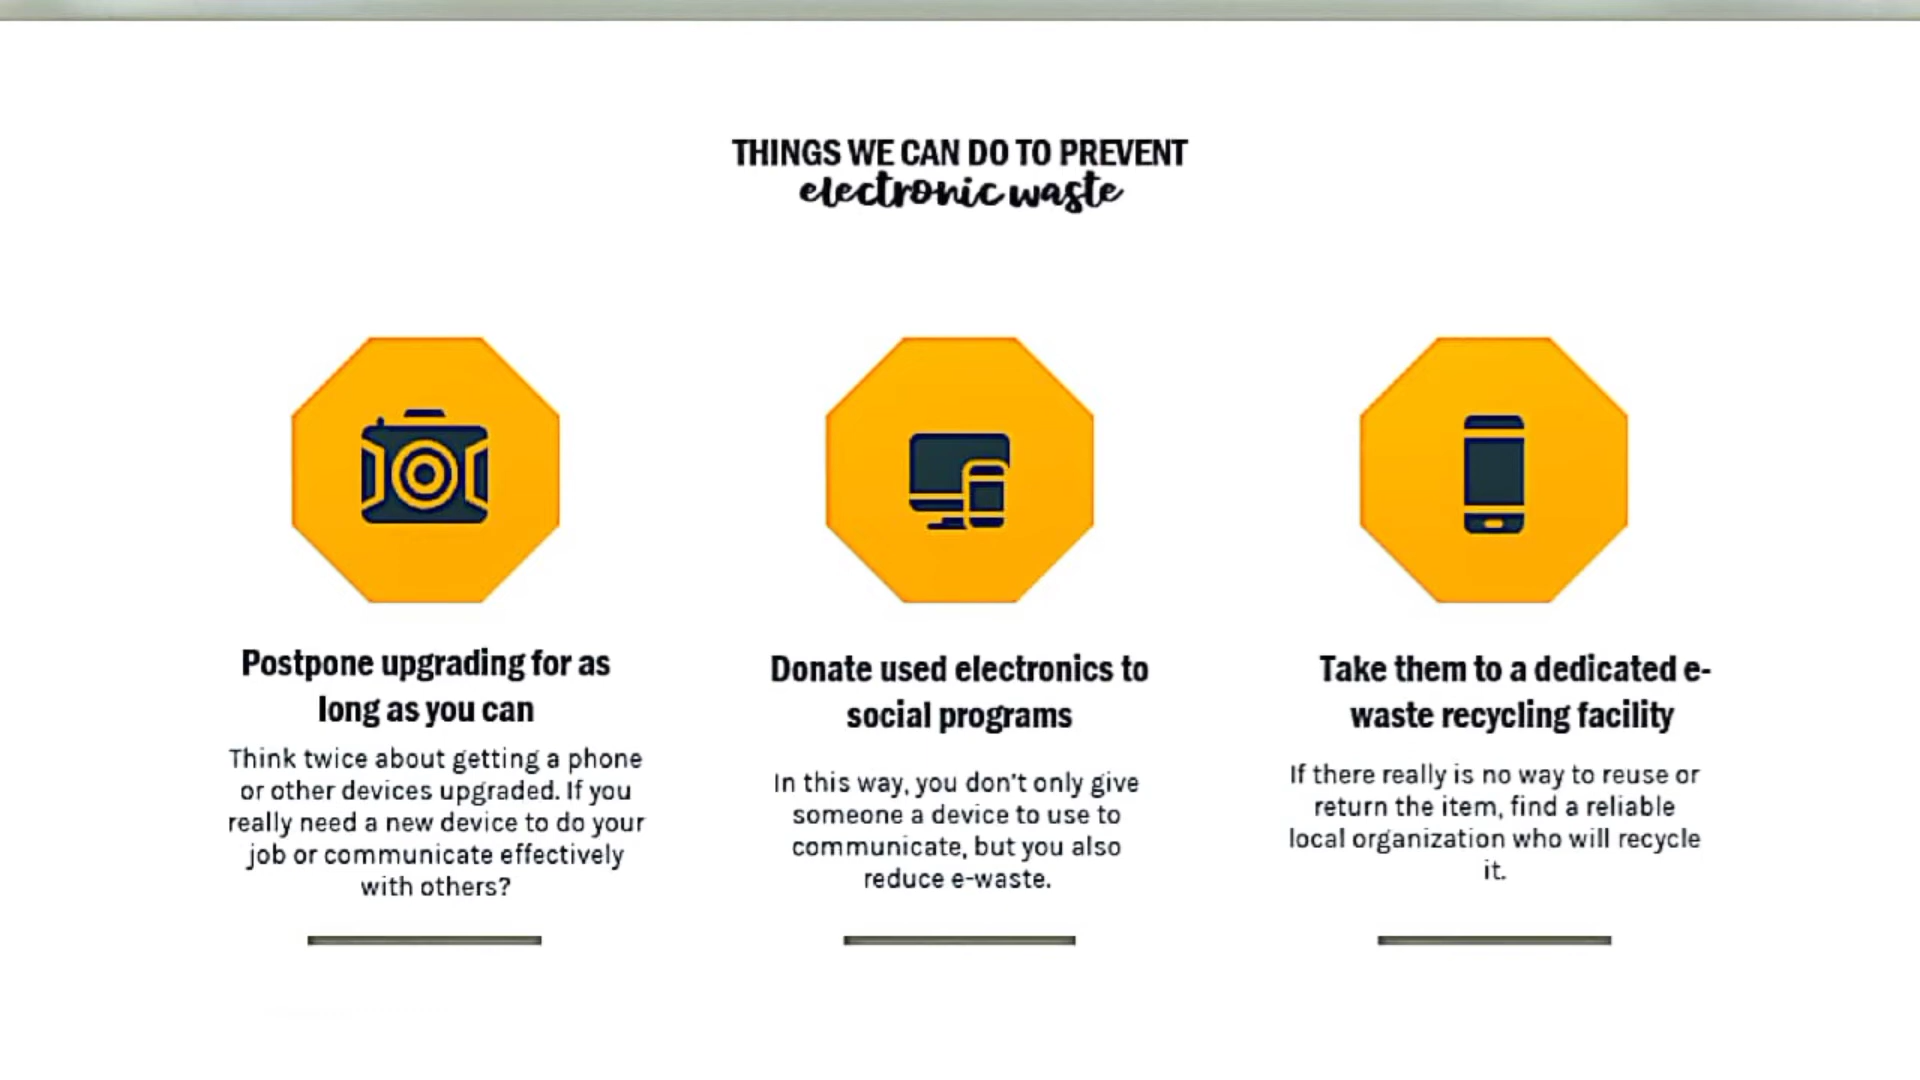 THINGS WE CAN DO TO PREVENT
electronic waste
Postpone upgrading for as
long as you can
Think twice about getting a phone
or other devices upgraded. If you
really need a new device to do your
job or communicate effectively
with others?
Donate used electronics to
social programs
In this way, you don't only give
someone a device to use to
communicate, but you also
reduce e-waste.
Take them to a dedicated e-
waste recycling facility
If there really is no way to reuse or
return the item, find a reliable
local organization who will recycle
it.